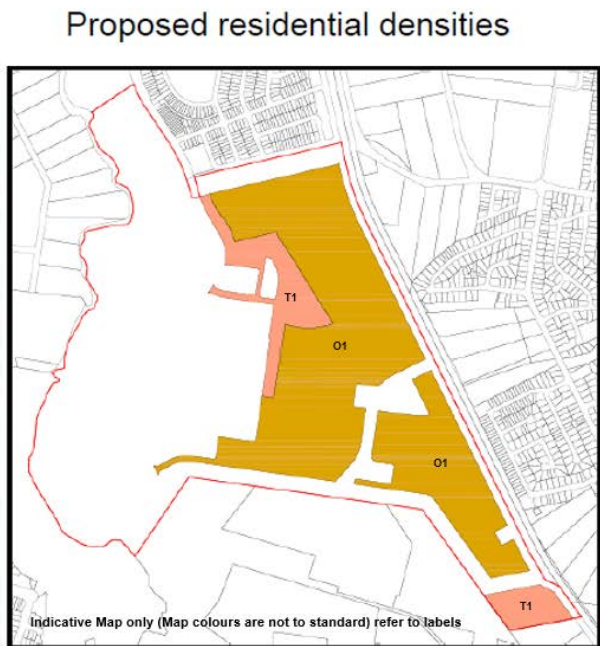 Proposed residential densities
T1
O1
O1
T1
Indicative Map only (Map colours are not to standard) refer to labels